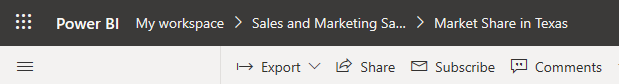 Power BI My workspace > Sales and Marketing Sa... > Market Share in Texas
Export Share Subscribe Comments